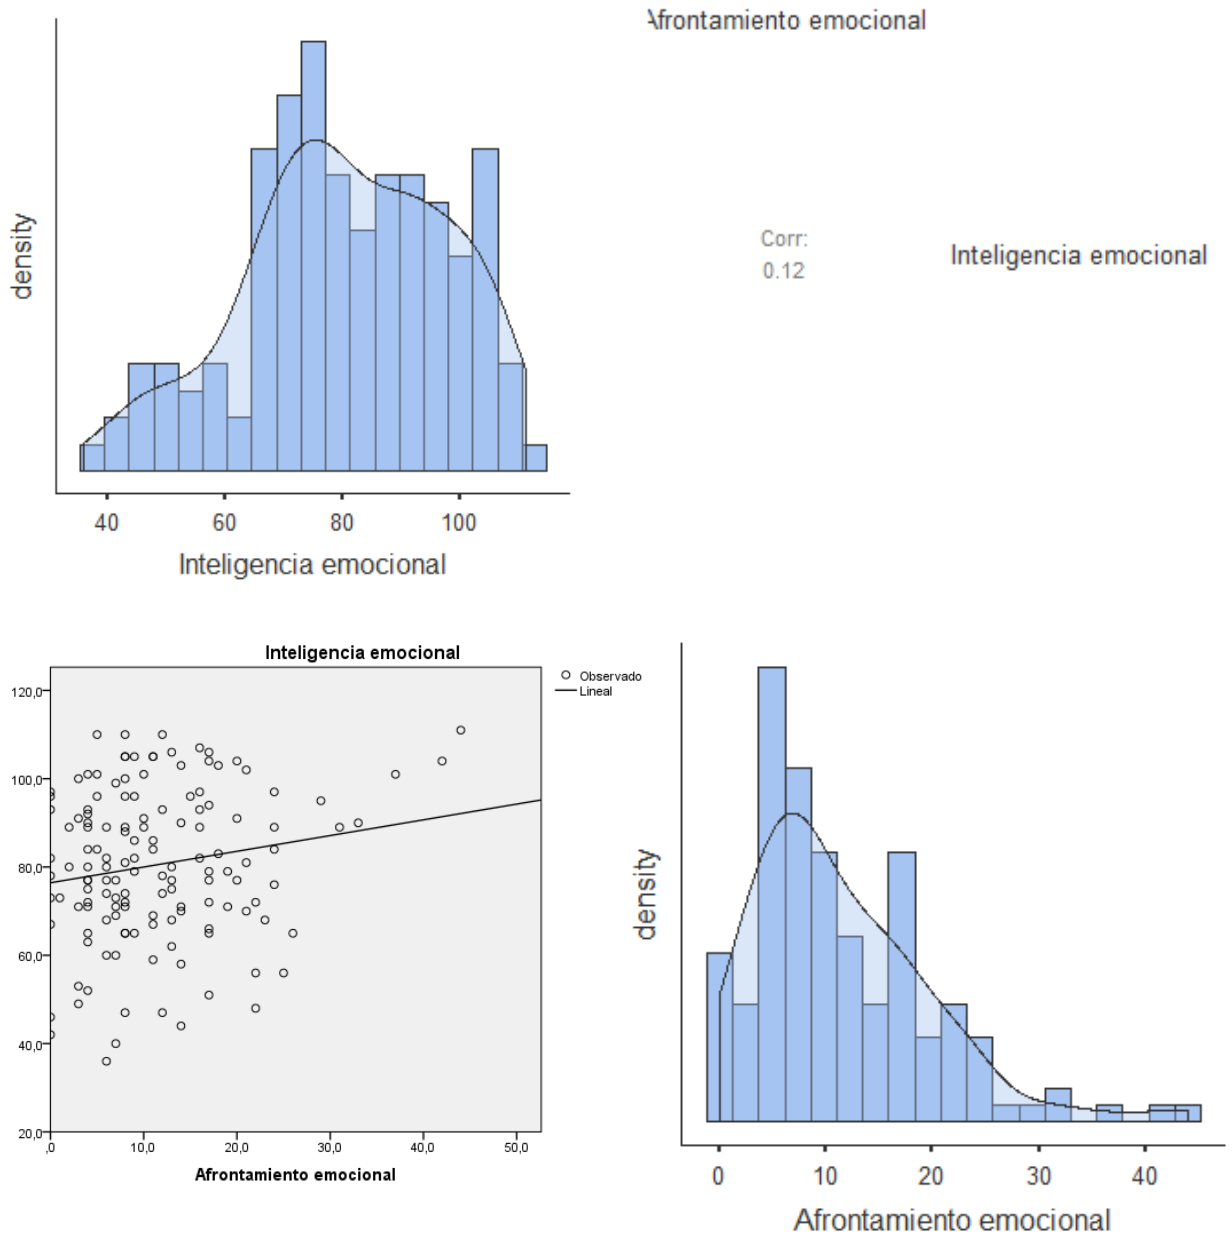 Afrontamiento emocional
density
40 60 80 100
Inteligencia emocional
Corr:
0.12
Inteligencia emocional
Inteligencia emocional
Observado
Lineal
120,0
100,0
80,0
60,0
40,0
20,0
,0 10,0 20,0 30,0 40,0 50,0
Afrontamiento emocional
density
0 10 20 30 40
Afrontamiento emocional